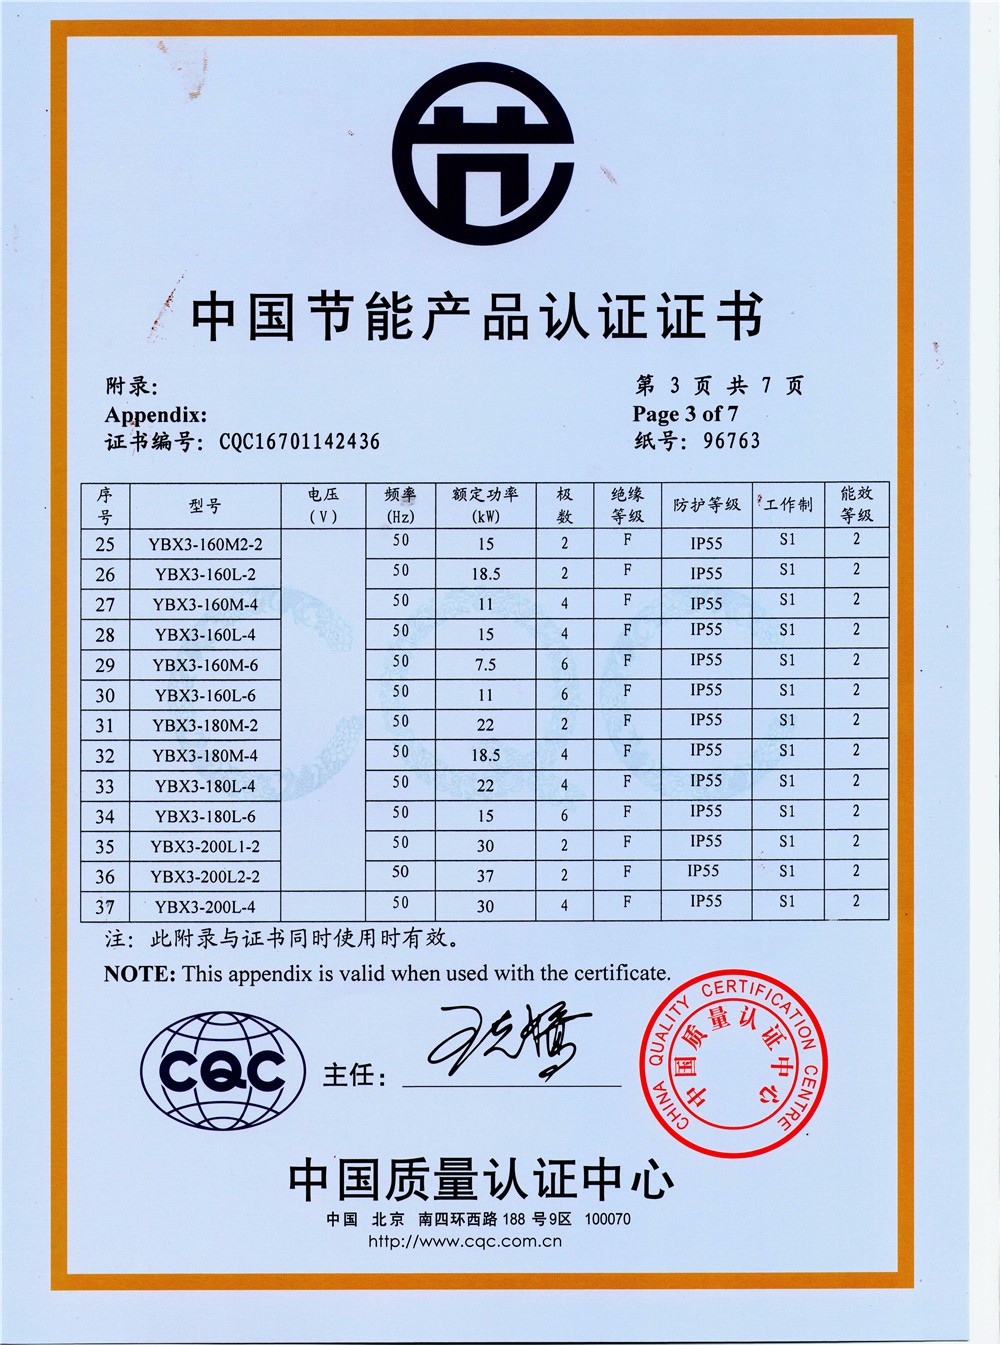 中国节能产品认证证书
附录: 第 3 页 共 7 页
Appendix: Page 3 of 7
证书编号: CQC16701142436 纸号: 96763
序号 型号 电压(V) 频率(Hz) 额定功率(kW) 极数 绝缘等级 防护等级 工作制 能效等级
25 YBX3-160M2-2 50 15 2 F IP55 S1 2
26 YBX3-160L-2 50 18.5 2 F IP55 S1 2
27 YBX3-160M-4 50 11 4 F IP55 S1 2
28 YBX3-160L-4 50 15 4 F IP55 S1 2
29 YBX3-160M-6 50 7.5 6 F IP55 S1 2
30 YBX3-160L-6 50 11 6 F IP55 S1 2
31 YBX3-180M-2 50 22 2 F IP55 S1 2
32 YBX3-180M-4 50 18.5 4 F IP55 S1 2
33 YBX3-180L-4 50 22 4 F IP55 S1 2
34 YBX3-180L-6 50 15 6 F IP55 S1 2
35 YBX3-200L1-2 50 30 2 F IP55 S1 2
36 YBX3-200L2-2 50 37 2 F IP55 S1 2
37 YBX3-200L-4 50 30 4 F IP55 S1 2
注: 此附录与证书同时使用时有效。
NOTE: This appendix is valid when used with the certificate.
CQC
主任:
CHINA QUALITY CERTIFICATION CENTRE
中国质量认证中心
中国质量认证中心
中国 北京 南四环西路 188 号9区 100070
http://www.cqc.com.cn